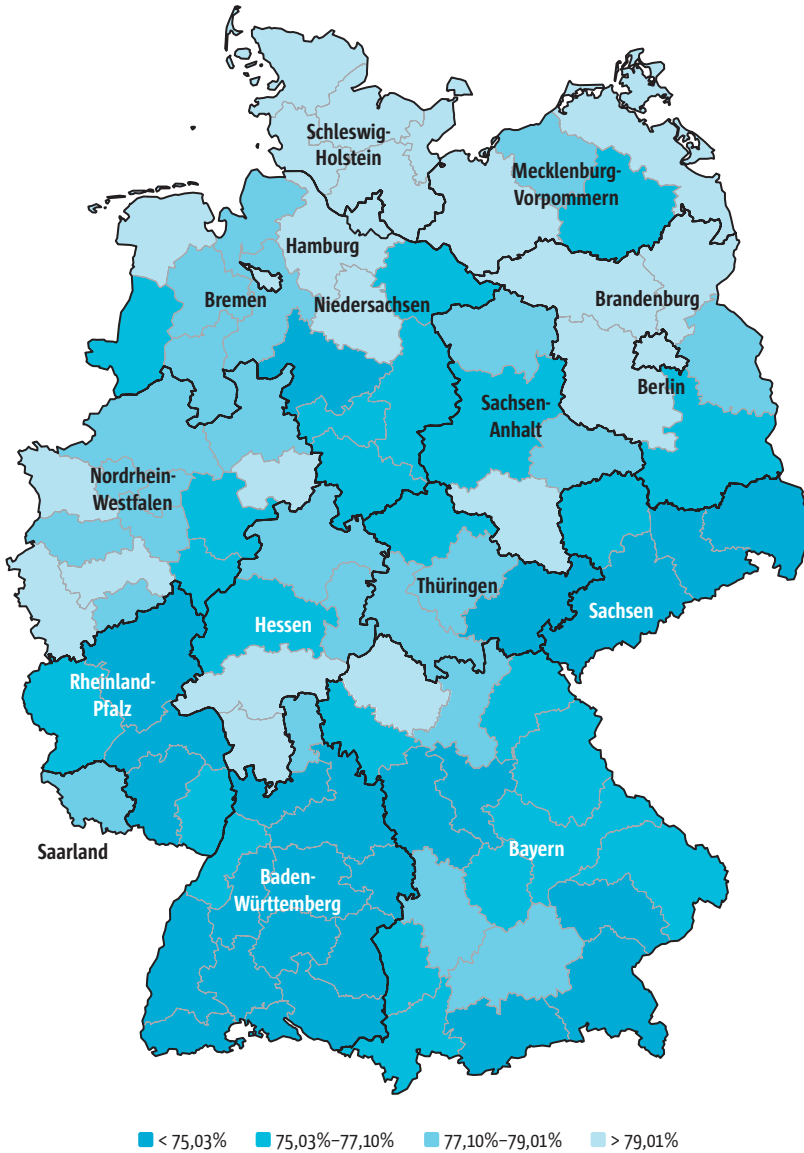 Schleswig-
Holstein
Mecklenburg-
Vorpommern
Hamburg
Bremen
Niedersachsen
Brandenburg
Berlin
Sachsen-
Anhalt
Nordrhein-
Westfalen
Thüringen
Sachsen
Hessen
Rheinland-
Pfalz
Saarland
Bayern
Baden-
Württemberg
< 75,03% 75,03%–77,10% 77,10%–79,01% > 79,01%